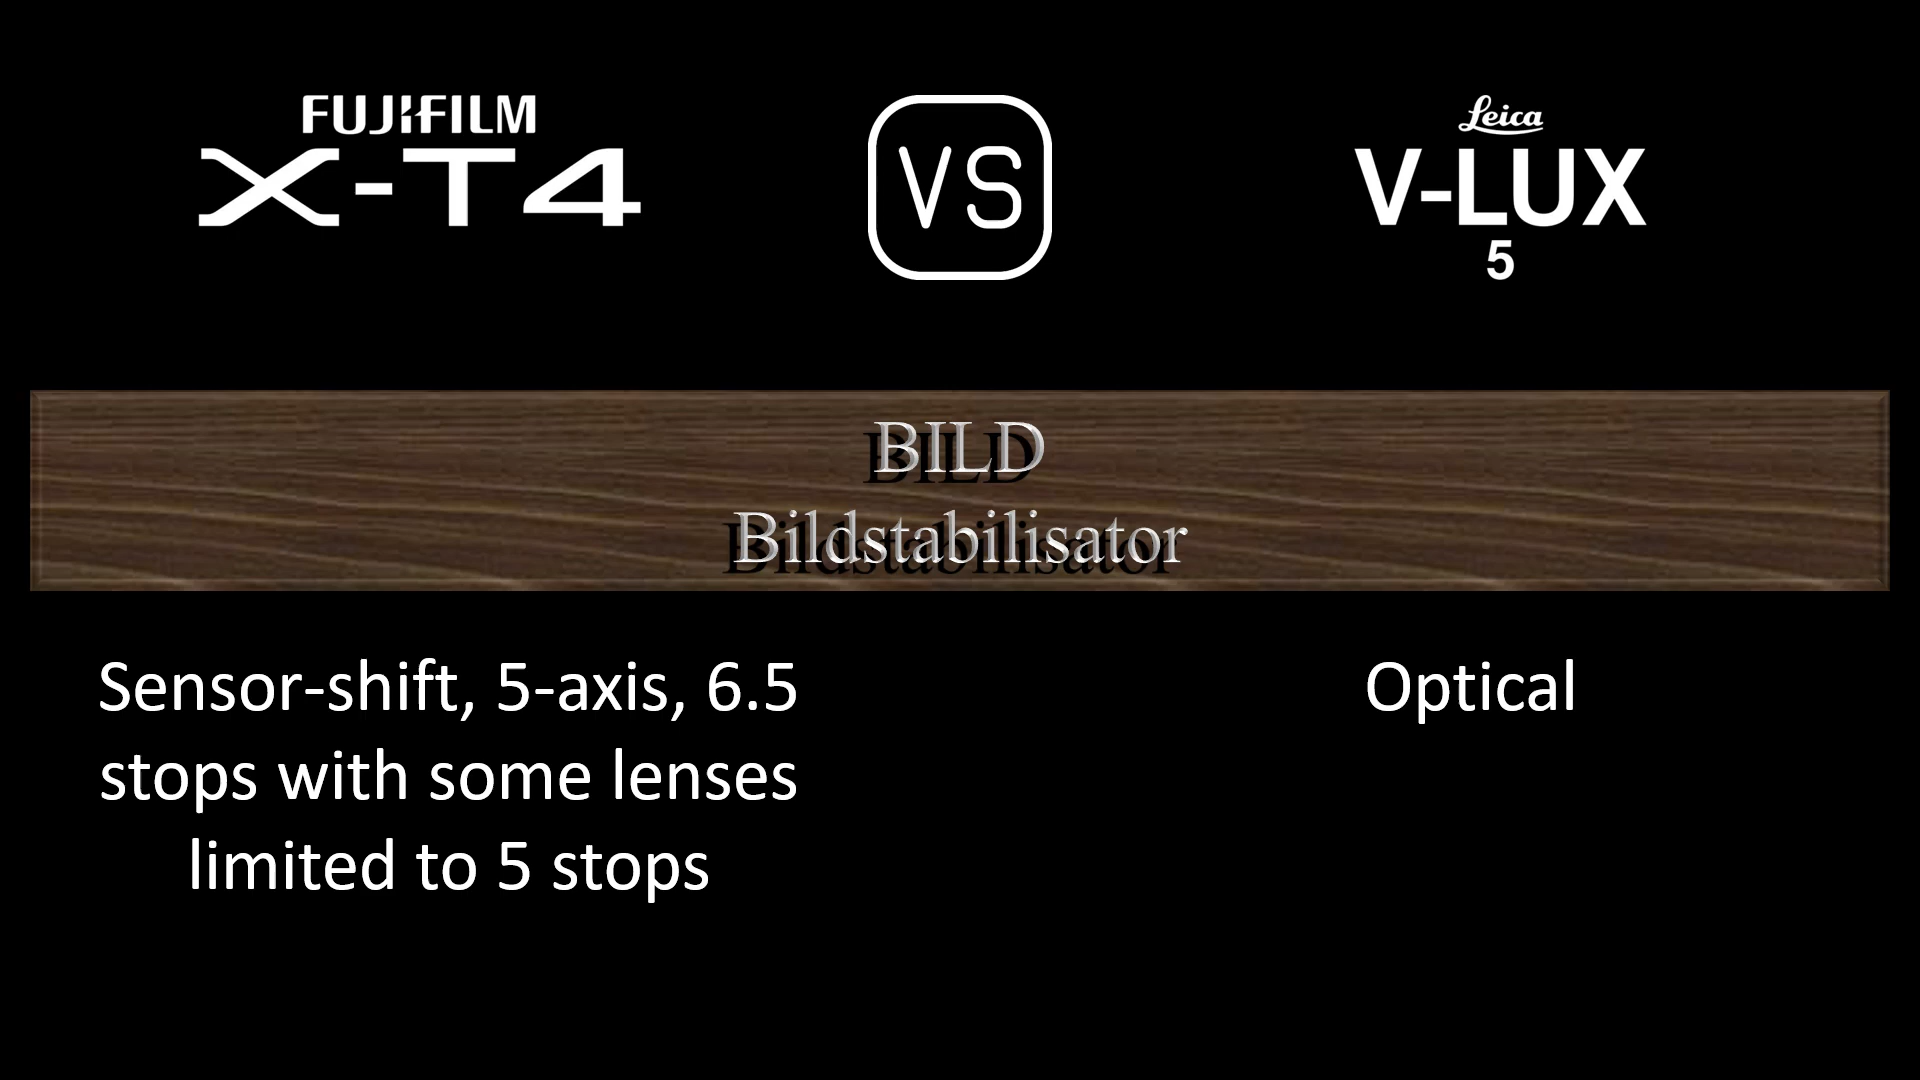 FUJIFILM
X-T4
VS
Leica
V-LUX
5
BILD
Bildstabilisator
Sensor-shift, 5-axis, 6.5
stops with some lenses
limited to 5 stops
Optical